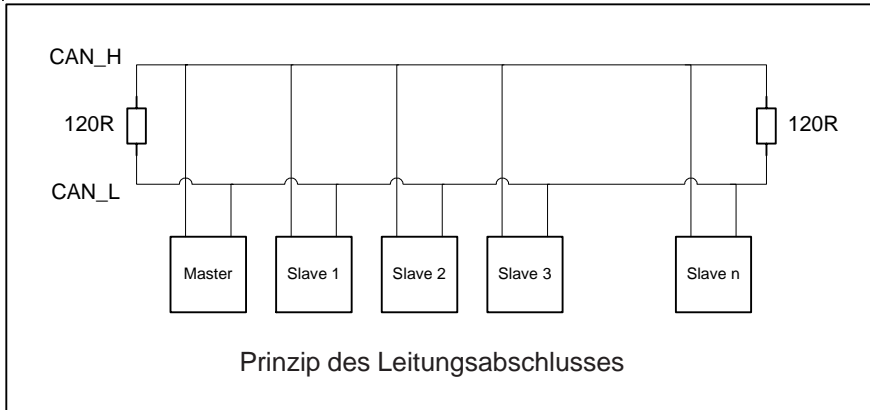 CAN_H
120R
120R
CAN_L
Master
Slave 1
Slave 2
Slave 3
Slave n
Prinzip des Leitungsabschlusses